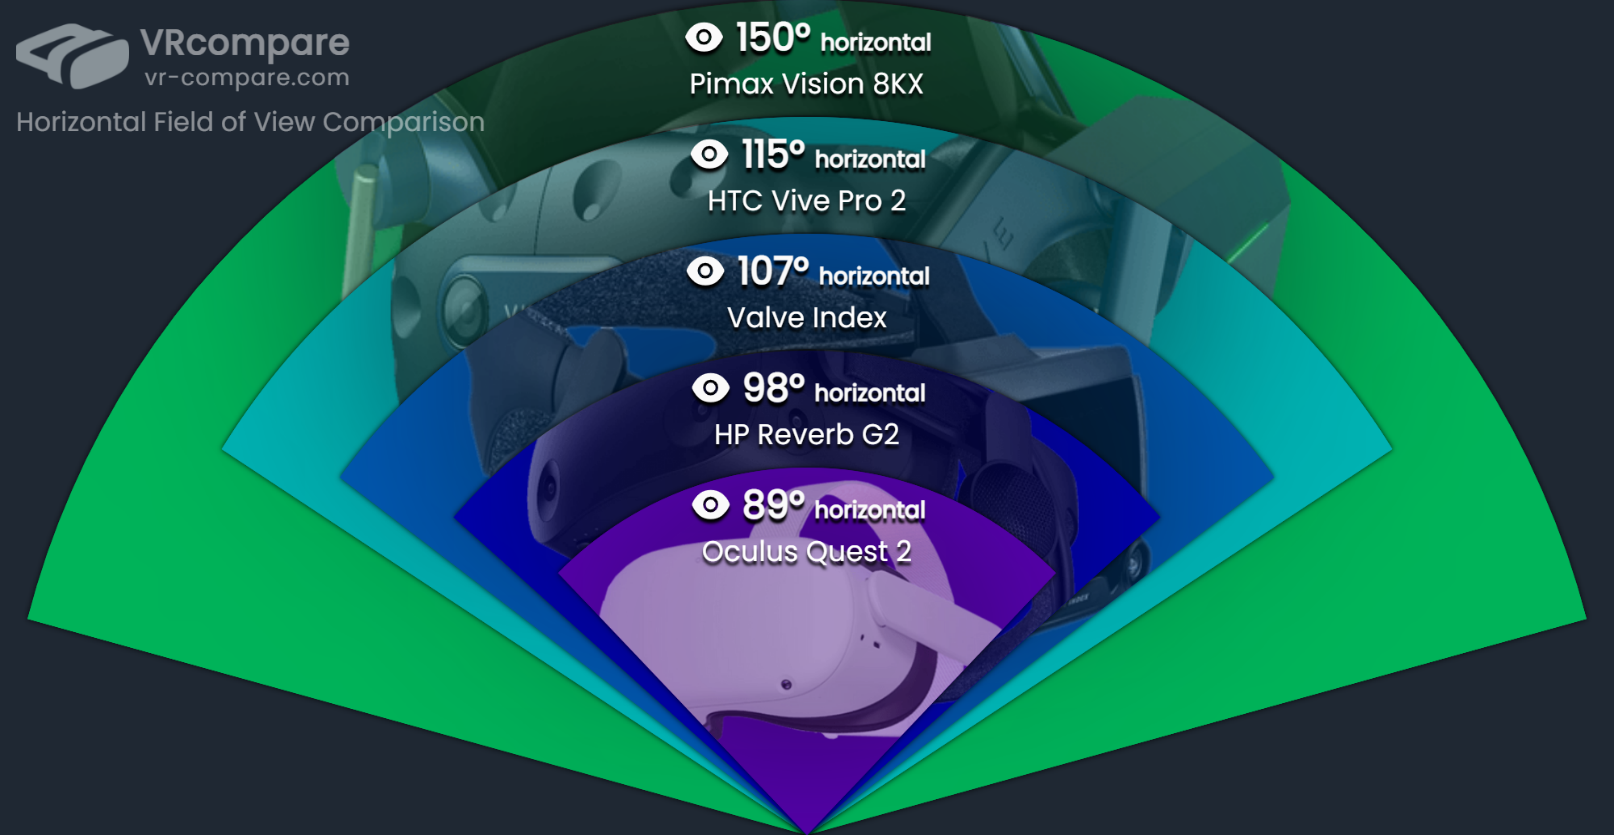 VRcompare
vr-compare.com
Horizontal Field of View Comparison
150° horizontal
Pimax Vision 8KX
115° horizontal
HTC Vive Pro 2
107° horizontal
Valve Index
98° horizontal
HP Reverb G2
89° horizontal
Oculus Quest 2
INDEX